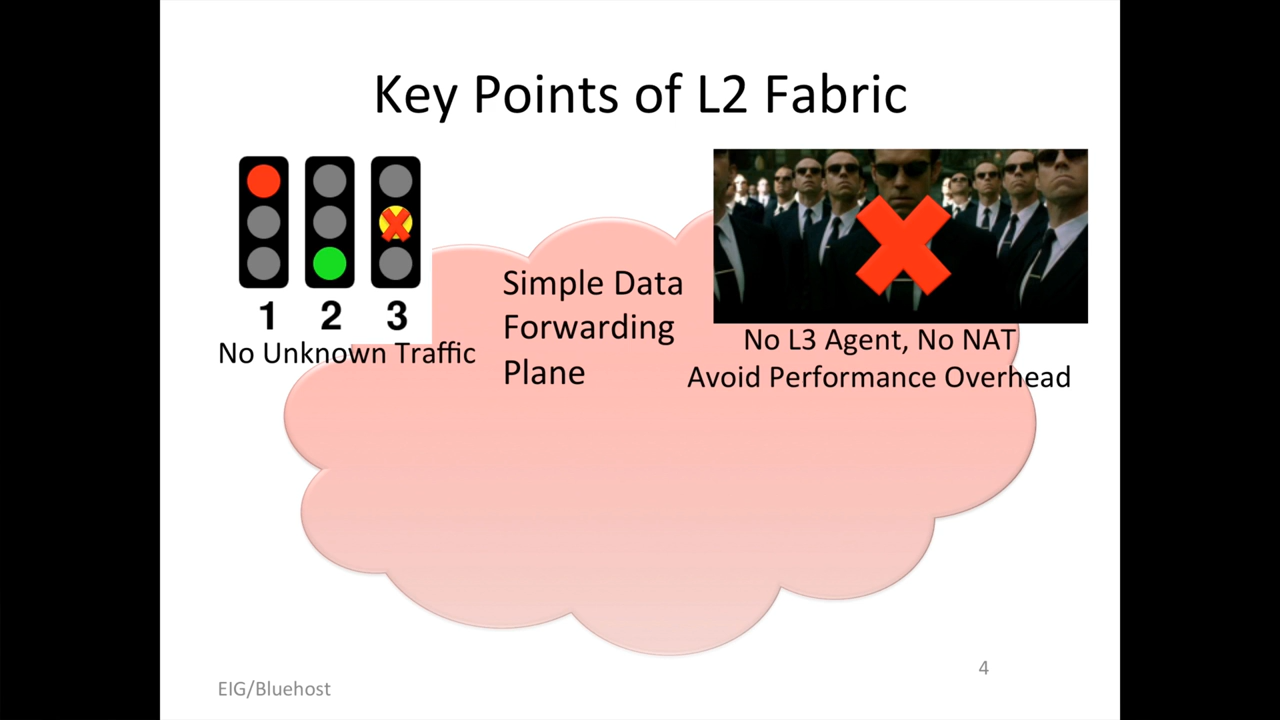 Key Points of L2 Fabric
1 2 3
No Unknown Traffic
Simple Data
Forwarding
Plane
No L3 Agent, No NAT
Avoid Performance Overhead
4
EIG/Bluehost